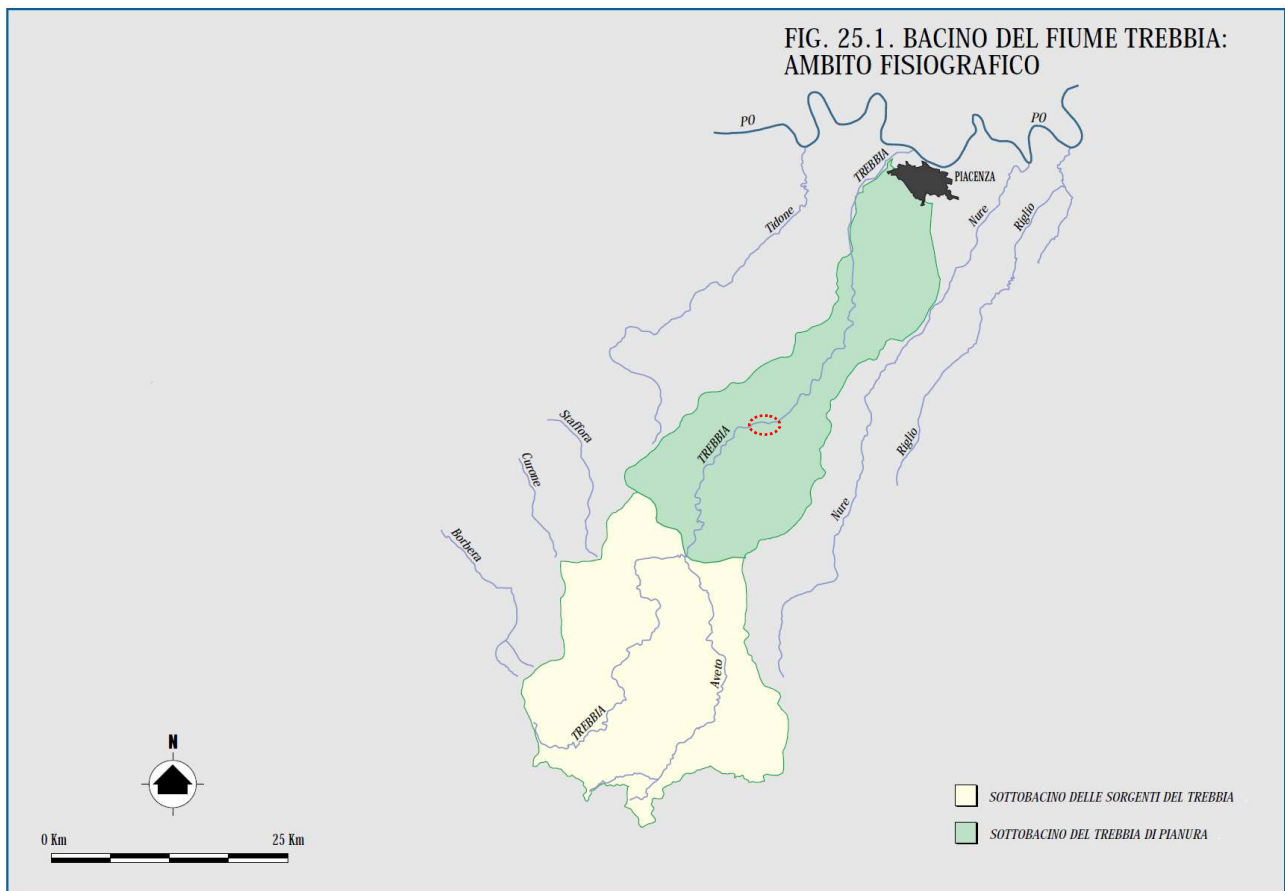 FIG. 25.1. BACINO DEL FIUME TREBBIA:
AMBITO FISIOGRAFICO
PO
PO
TREBBIA
PIACENZA
Tidone
Nure
Riglio
Staffora
TREBBIA
Curone
Riglio
Nure
Borbera
Aveto
TREBBIA
N
0 Km
25 Km
SOTTOBACINO DELLE SORGENTI DEL TREBBIA
SOTTOBACINO DEL TREBBIA DI PIANURA